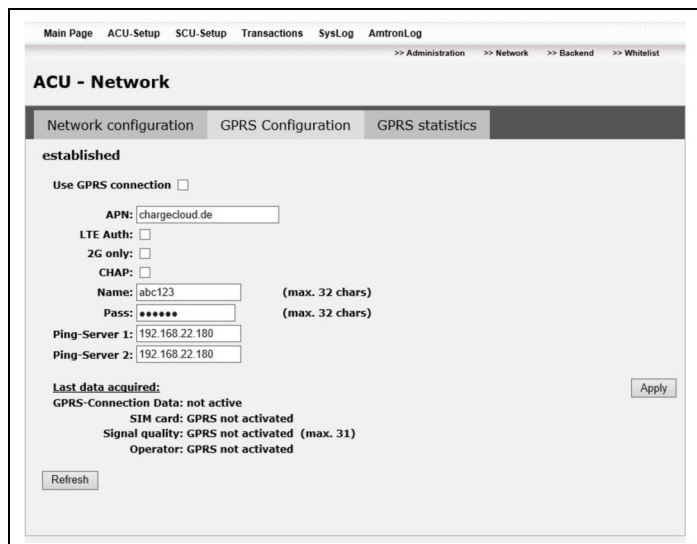 Main Page ACU-Setup SCU-Setup Transactions SysLog AmtronLog
>> Administration >> Network >> Backend >> Whitelist
ACU - Network
Network configuration GPRS Configuration GPRS statistics
established
Use GPRS connection
APN: chargecloud.de
LTE Auth:
2G only:
CHAP:
Name: abc123 (max. 32 chars)
Pass: ●●●●●● (max. 32 chars)
Ping-Server 1: 192.168.22.180
Ping-Server 2: 192.168.22.180
Last data acquired: Apply
GPRS-Connection Data: not active
SIM card: GPRS not activated
Signal quality: GPRS not activated (max. 31)
Operator: GPRS not activated
Refresh